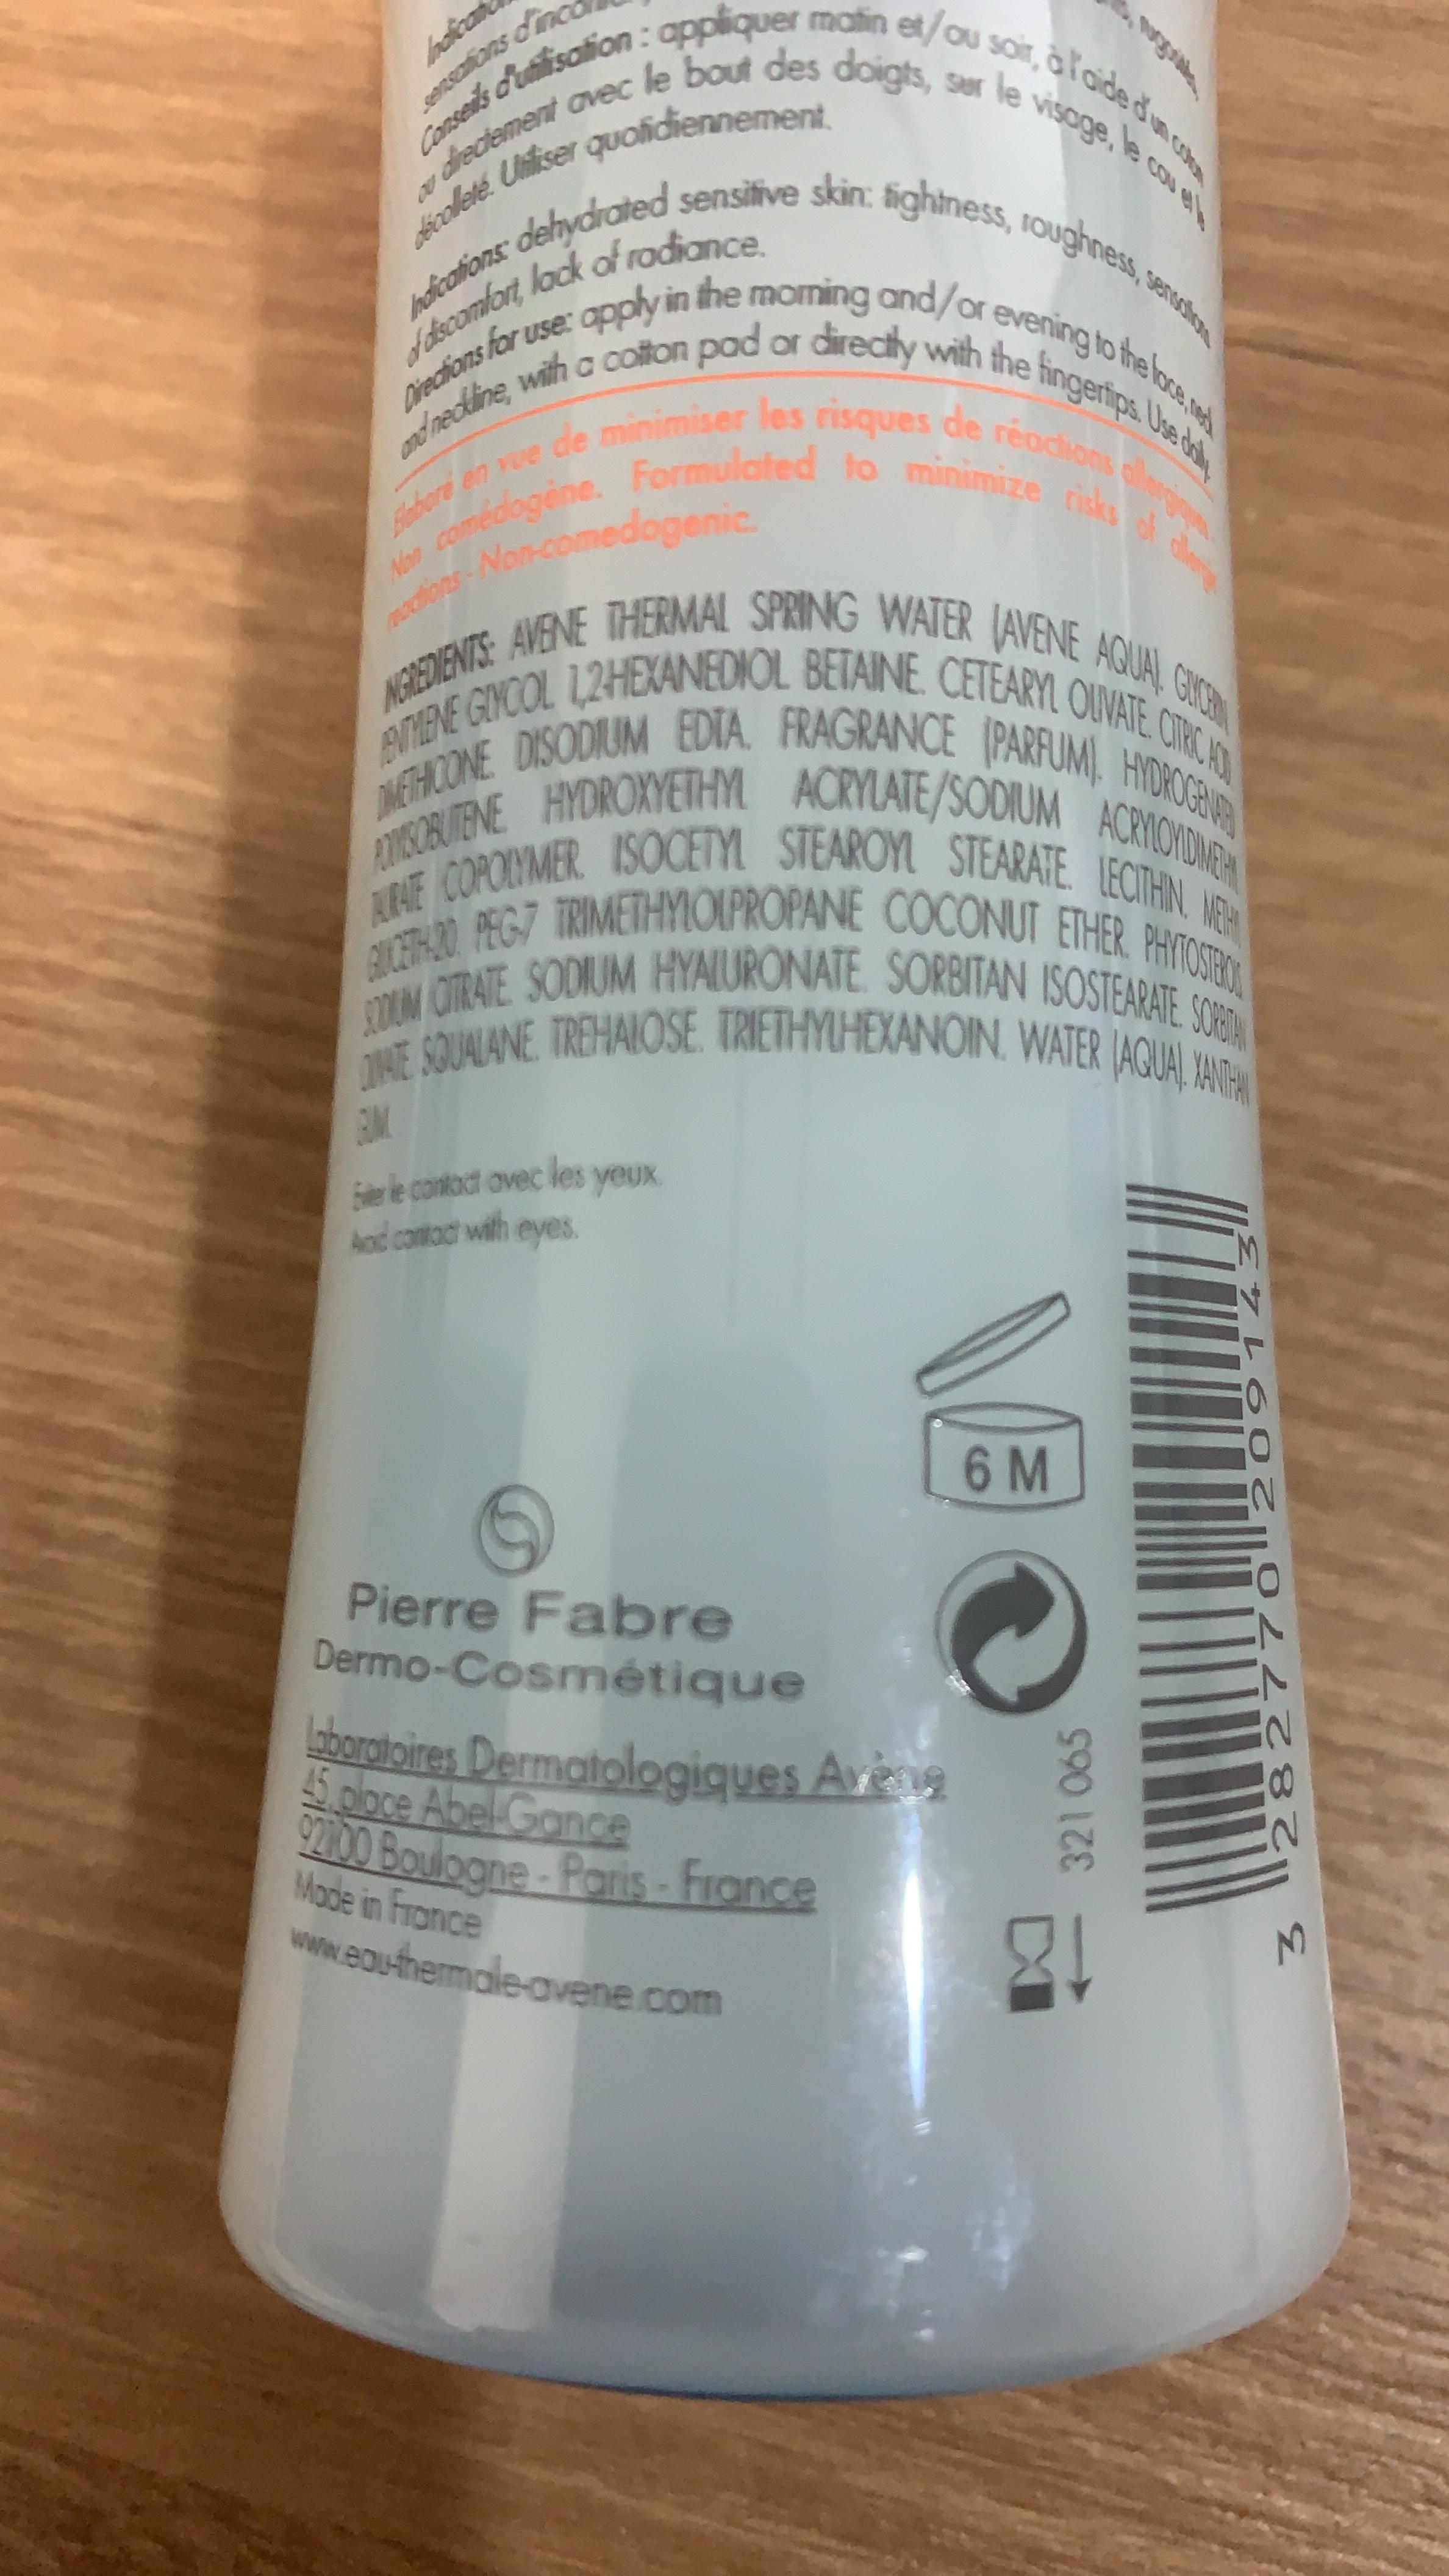 Indications
sensations d'inconfort rugosités,
Conseils d'utilisation : appliquer matin et/ou soir, à l'aide d'un coton
ou directement avec le bout des doigts, sur le visage, le cou et le
décolleté. Utiliser quotidiennement.
Indications: dehydrated sensitive skin: tightness, roughness, sensations
of discomfort, lack of radiance.
Directions for use: apply in the morning and/or evening to the face, neck
and neckline, with a cotton pad or directly with the fingertips. Use daily.
Élaboré en vue de minimiser les risques de réactions allergiques.
Non comédogène. Formulated to minimize risks of allergic
reactions - Non-comedogenic.
INGREDIENTS: AVENE THERMAL SPRING WATER (AVENE AQUA). GLYCERIN.
PENTYLENE GLYCOL. 1,2-HEXANEDIOL. BETAINE. CETEARYL OLIVATE. CITRIC ACID.
DIMETHICONE. DISODIUM EDTA. FRAGRANCE (PARFUM). HYDROGENATED
POLYISOBUTENE. HYDROXYETHYL ACRYLATE/SODIUM ACRYLOYLDIMETHYL
TAURATE COPOLYMER. ISOCETYL STEAROYL STEARATE. LECITHIN. METHYL
GLUCETH-20. PEG-7 TRIMETHYLOLPROPANE COCONUT ETHER. PHYTOSTEROLS.
SODIUM CITRATE. SODIUM HYALURONATE. SORBITAN ISOSTEARATE. SORBITAN
OLIVATE. SQUALANE. TREHALOSE. TRIETHYLHEXANOIN. WATER (AQUA). XANTHAN
GUM.
Eviter le contact avec les yeux.
Avoid contact with eyes.
6 M
Pierre Fabre
Dermo-Cosmétique
Laboratoires Dermatologiques Avène
45, place Abel-Gance
92100 Boulogne - Paris - France
Made in France
www.eau-thermale-avene.com
321065
3 282770 209143